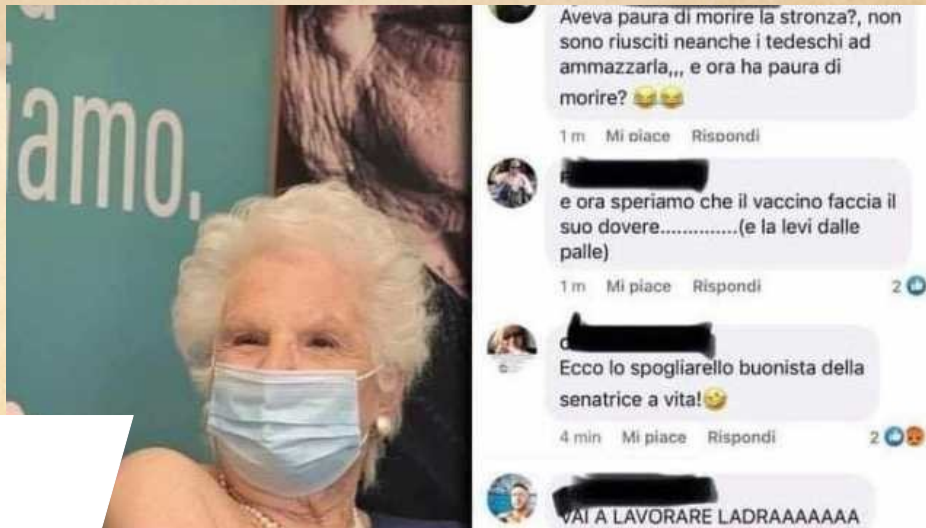 iamo.
Aveva paura di morire la stronza?, non
sono riusciti neanche i tedeschi ad
ammazzarla,,, e ora ha paura di
morire? 😂😂
1 m Mi piace Rispondi
e ora speriamo che il vaccino faccia il
suo dovere..............(e la levi dalle
palle)
1 m Mi piace Rispondi 2
Ecco lo spogliarello buonista della
senatrice a vita!🤣
4 min Mi piace Rispondi 2
VAI A LAVORARE LADRAAAAAAA